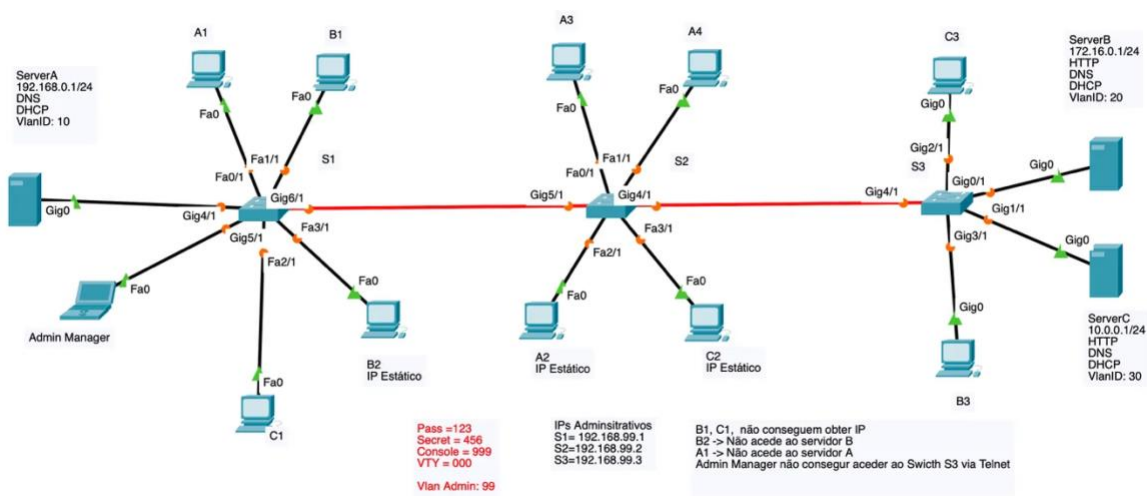 A1
B1
A3
A4
C3
ServerA
192.168.0.1/24
DNS
DHCP
VlanID: 10
ServerB
172.16.0.1/24
HTTP
DNS
DHCP
VlanID: 20
Fa0
Fa0
Fa0
Fa0
Gig0
Fa1/1
Fa0/1
S1
Fa1/1
Fa0/1
S2
Gig2/1
S3
Gig0
Gig0/1
Gig0
Gig4/1
Gig6/1
Gig5/1
Gig4/1
Gig4/1
Gig1/1
Gig5/1
Fa3/1
Fa2/1
Fa2/1
Fa3/1
Gig3/1
Gig0
Fa0
Admin Manager
Fa0
B2
IP Estático
Fa0
A2
IP Estático
Fa0
C2
IP Estático
Gig0
B3
ServerC
10.0.0.1/24
HTTP
DNS
DHCP
VlanID: 30
Fa0
C1
Pass =123
Secret = 456
Console = 999
VTY = 000
Vlan Admin: 99
IPs Adminsitrativos
S1= 192.168.99.1
S2=192.168.99.2
S3=192.168.99.3
B1, C1, não conseguem obter IP
B2 -> Não acede ao servidor B
A1 -> Não acede ao servidor A
Admin Manager não consegur aceder ao Swicth S3 via Telnet